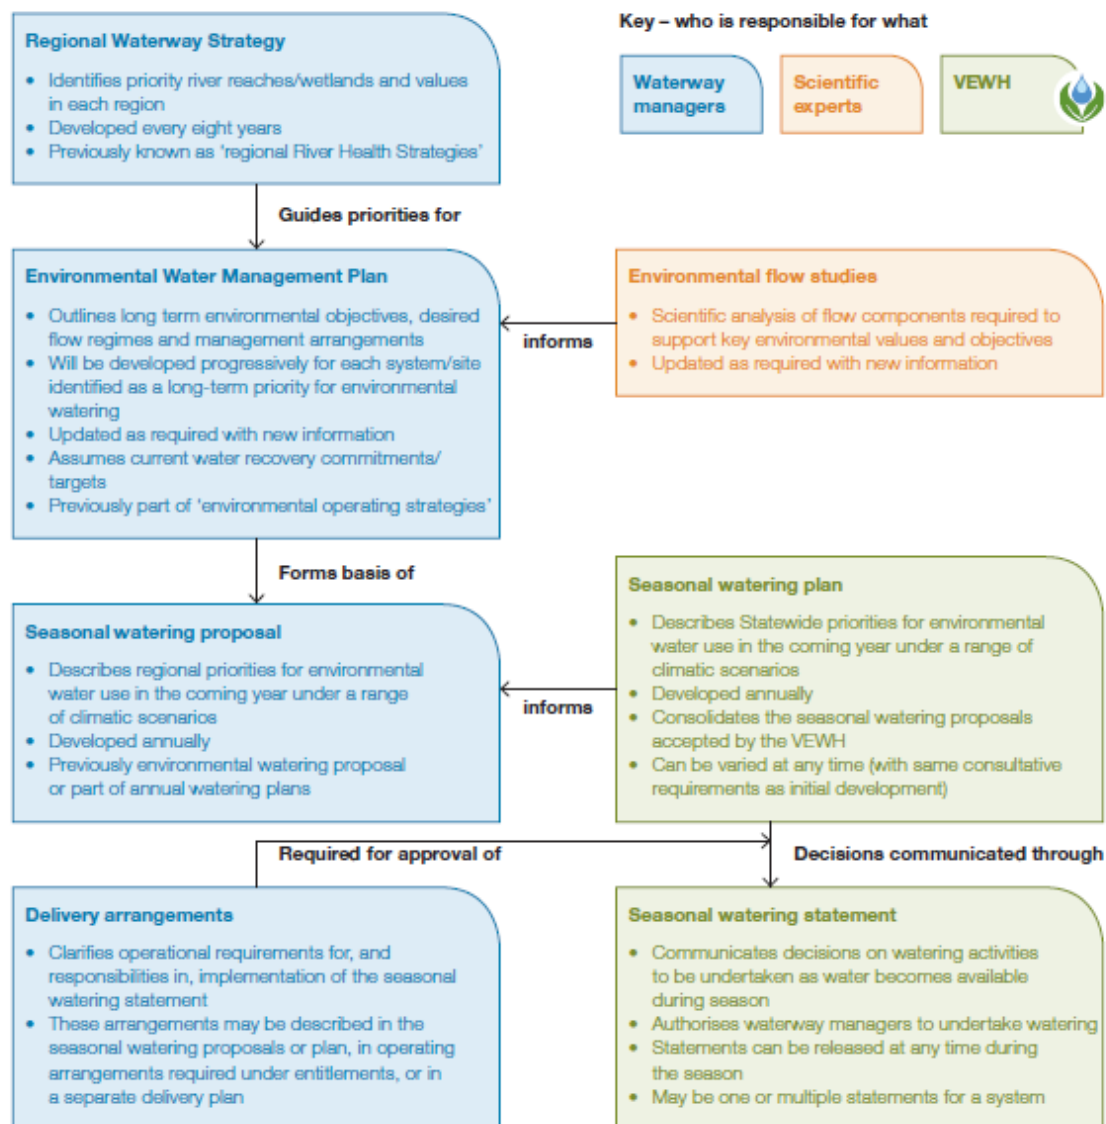 Key – who is responsible for what
Waterway
managers
Scientific
experts
VEWH
Regional Waterway Strategy
• Identifies priority river reaches/wetlands and values
in each region
• Developed every eight years
• Previously known as ‘regional River Health Strategies’
Guides priorities for
Environmental Water Management Plan
• Outlines long term environmental objectives, desired
flow regimes and management arrangements
• Will be developed progressively for each system/site
identified as a long-term priority for environmental
watering
• Updated as required with new information
• Assumes current water recovery commitments/
targets
• Previously part of ‘environmental operating strategies’
informs
Environmental flow studies
• Scientific analysis of flow components required to
support key environmental values and objectives
• Updated as required with new information
Forms basis of
Seasonal watering proposal
• Describes regional priorities for environmental
water use in the coming year under a range
of climatic scenarios
• Developed annually
• Previously environmental watering proposal
or part of annual watering plans
informs
Seasonal watering plan
• Describes Statewide priorities for environmental
water use in the coming year under a range of
climatic scenarios
• Developed annually
• Consolidates the seasonal watering proposals
accepted by the VEWH
• Can be varied at any time (with same consultative
requirements as initial development)
Required for approval of
Decisions communicated through
Delivery arrangements
• Clarifies operational requirements for, and
responsibilities in, implementation of the seasonal
watering statement
• These arrangements may be described in the
seasonal watering proposals or plan, in operating
arrangements required under entitlements, or in
a separate delivery plan
Seasonal watering statement
• Communicates decisions on watering activities
to be undertaken as water becomes available
during season
• Authorises waterway managers to undertake watering
• Statements can be released at any time during
the season
• May be one or multiple statements for a system